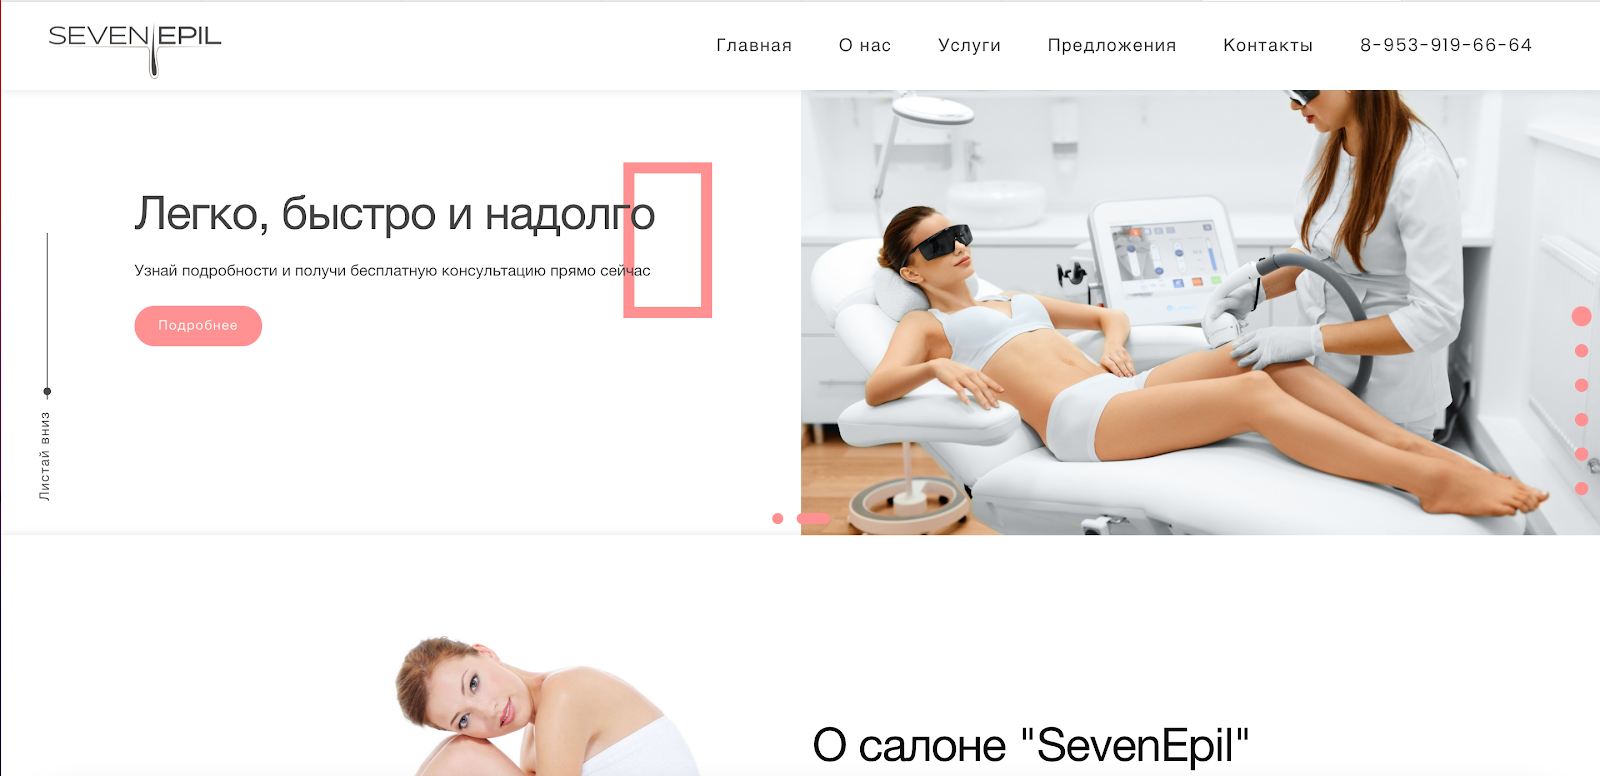 SEVEN EPIL
Главная
О нас
Услуги
Предложения
Контакты
8-953-919-66-64
Легко, быстро и надолго
Узнай подробности и получи бесплатную консультацию прямо сейчас
Подробнее
Листай вниз
О салоне "SevenEpil"